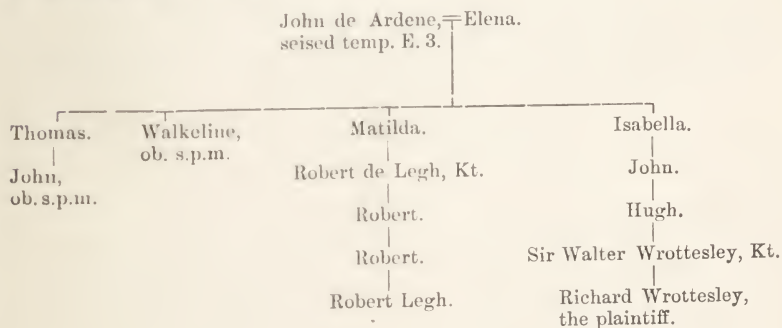 John de Ardene,=Elena.
seised temp. E. 3.
Thomas. Walkeline, Matilda. Isabella.
ob. s.p.m.
John, Robert de Legh, Kt. John.
ob. s.p.m.
Robert. Hugh.
Robert. Sir Walter Wrottesley, Kt.
Robert Legh. Richard Wrottesley,
the plaintiff.